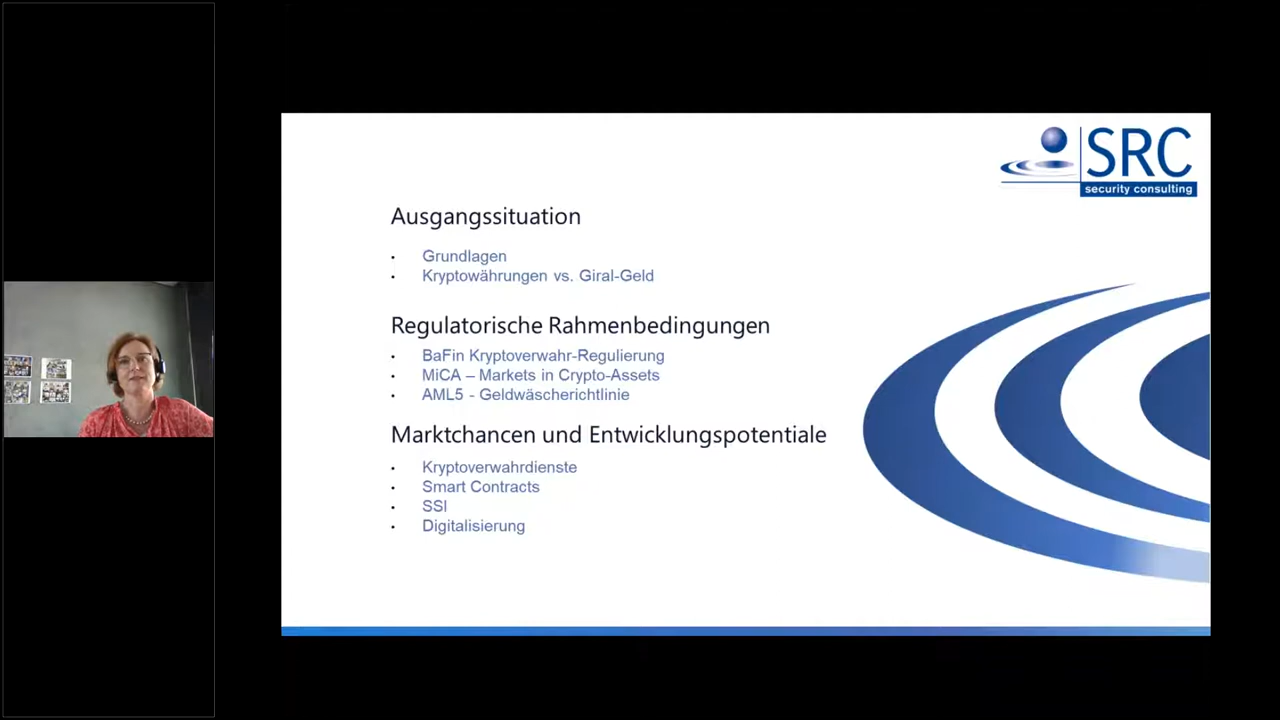 SRC
security consulting
Ausgangssituation
• Grundlagen
• Kryptowährungen vs. Giral-Geld
Regulatorische Rahmenbedingungen
• BaFin Kryptoverwahr-Regulierung
• MiCA – Markets in Crypto-Assets
• AML5 - Geldwäscherichtlinie
Marktchancen und Entwicklungspotentiale
• Kryptoverwahrdienste
• Smart Contracts
• SSI
• Digitalisierung